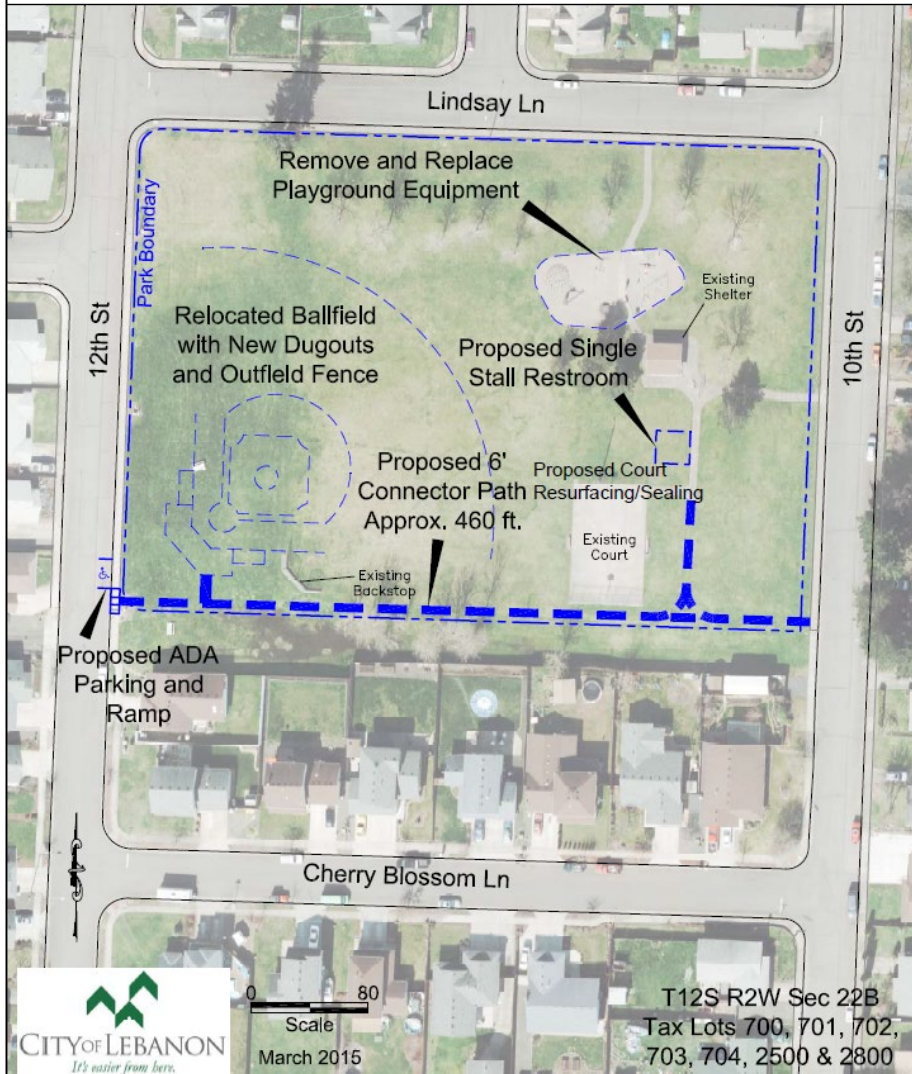 Lindsay Ln
Remove and Replace
Playground Equipment
Park Boundary
12th St
10th St
Existing
Shelter
Relocated Ballfield
with New Dugouts
and Outfield Fence
Proposed Single
Stall Restroom
Proposed 6'
Connector Path
Approx. 460 ft.
Proposed Court
Resurfacing/Sealing
Existing
Court
Existing
Backstop
Proposed ADA
Parking and
Ramp
Cherry Blossom Ln
CITY OF LEBANON
It's easier from here.
0 80
Scale
March 2015
T12S R2W Sec 22B
Tax Lots 700, 701, 702,
703, 704, 2500 & 2800